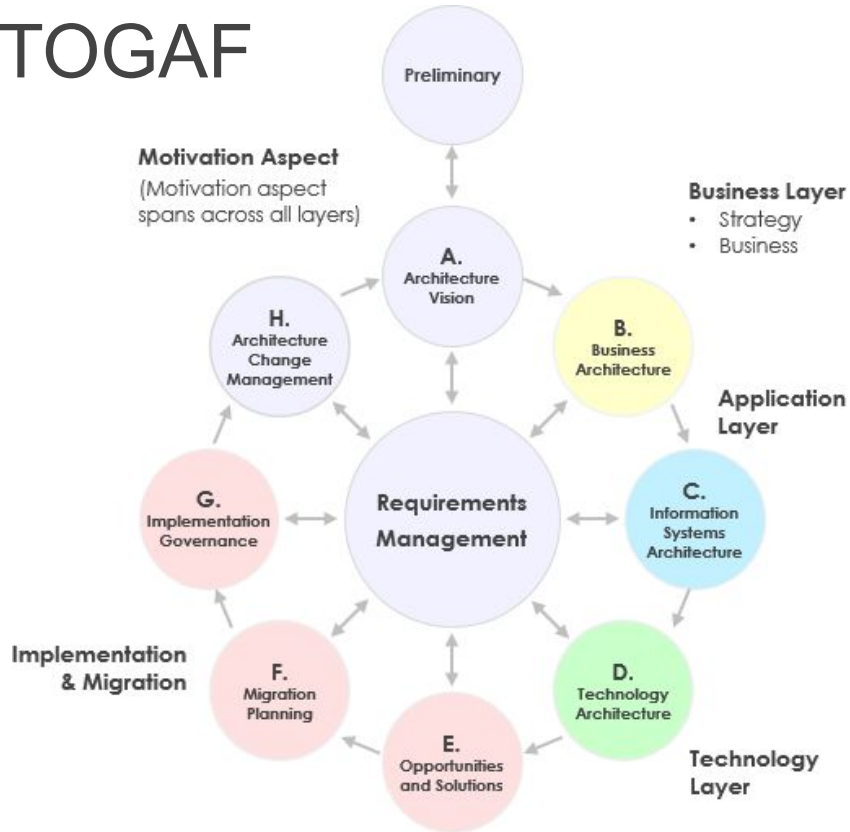 TOGAF
Preliminary
Motivation Aspect
(Motivation aspect
spans across all layers)
Business Layer
• Strategy
• Business
A.
Architecture
Vision
H.
Architecture
Change
Management
B.
Business
Architecture
Application
Layer
Requirements
Management
G.
Implementation
Governance
C.
Information
Systems
Architecture
Implementation
& Migration
F.
Migration
Planning
D.
Technology
Architecture
E.
Opportunities
and Solutions
Technology
Layer